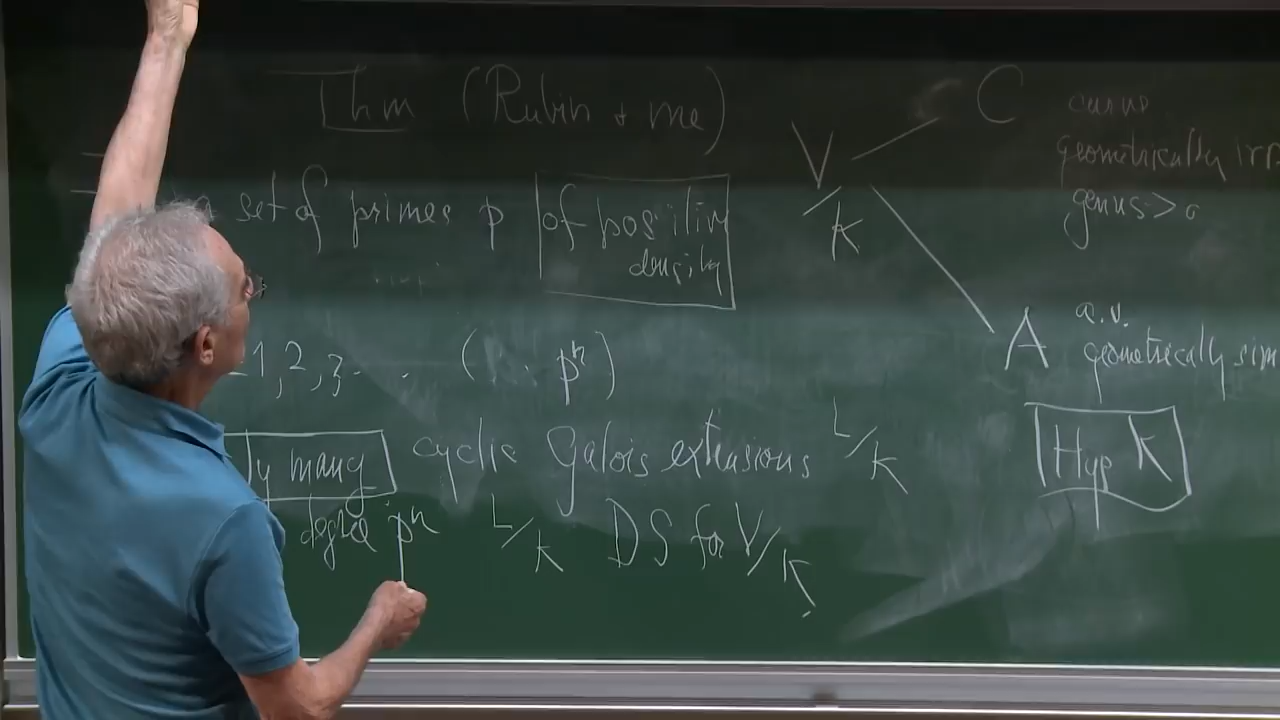 Thm (Rubin + me)
set of primes p of positive density
1, 2, 3 . . . ( . . p^n )
ly many cyclic Galois extensions L/K
degree p^n L/K DS for V/K
V/K
C curve
geometrically irr
genus > 0
A a.v.
geometrically sim
Hyp K